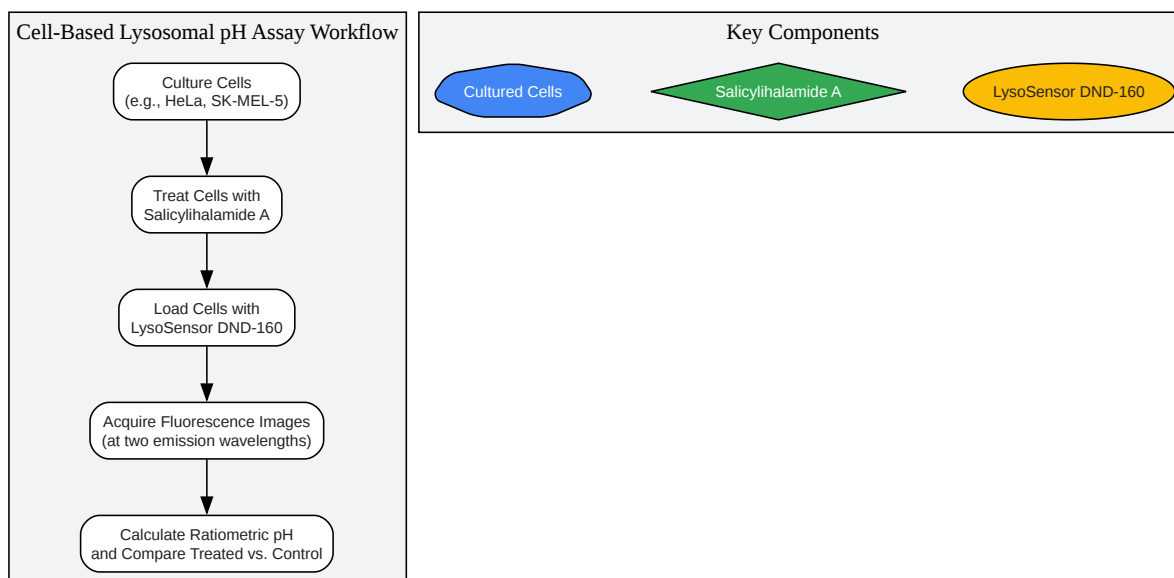 Cell-Based Lysosomal pH Assay Workflow
Culture Cells
(e.g., HeLa, SK-MEL-5)
Treat Cells with
Salicylihalamide A
Load Cells with
LysoSensor DND-160
Acquire Fluorescence Images
(at two emission wavelengths)
Calculate Ratiometric pH
and Compare Treated vs. Control
Key Components
Cultured Cells
Salicylihalamide A
LysoSensor DND-160